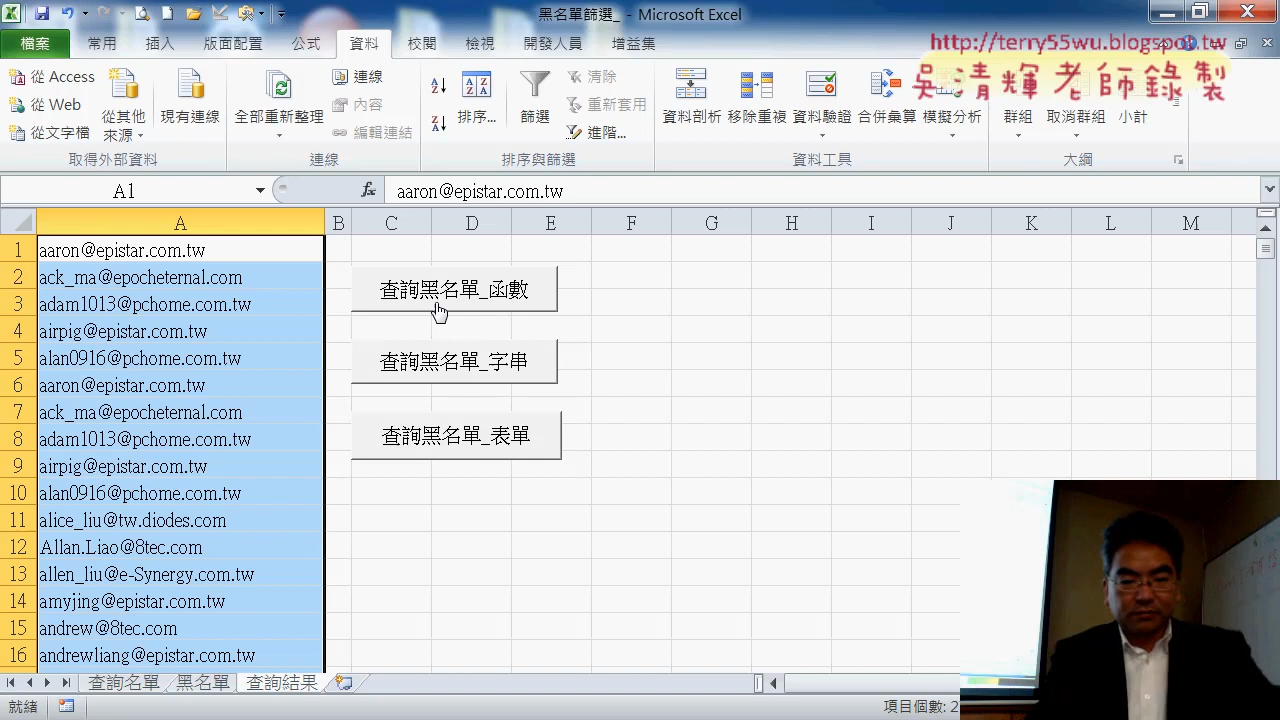 黑名單篩選_ - Microsoft Excel
檔案 常用 插入 版面配置 公式 資料 校閱 檢視 開發人員 增益集
http://terry55wu.blogspot.tw
吳清輝老師錄製
從 Access
從 Web
從文字檔
從其他
來源
現有連線
取得外部資料
全部重新整理
連線
內容
編輯連結
連線
排序...
篩選
清除
重新套用
進階...
排序與篩選
資料剖析 移除重複 資料驗證 合併彙算 模擬分析
資料工具
群組 取消群組 小計
大綱
A1 fx aaron@epistar.com.tw
A B C D E F G H I J K L M
1 aaron@epistar.com.tw
2 ack_ma@epocheternal.com
3 adam1013@pchome.com.tw
4 airpig@epistar.com.tw
5 alan0916@pchome.com.tw
6 aaron@epistar.com.tw
7 ack_ma@epocheternal.com
8 adam1013@pchome.com.tw
9 airpig@epistar.com.tw
10 alan0916@pchome.com.tw
11 alice_liu@tw.diodes.com
12 Allan.Liao@8tec.com
13 allen_liu@e-Synergy.com.tw
14 amyjing@epistar.com.tw
15 andrew@8tec.com
16 andrewliang@epistar.com.tw
查詢黑名單_函數
查詢黑名單_字串
查詢黑名單_表單
查詢名單 黑名單 查詢結果
就緒 項目個數: 2